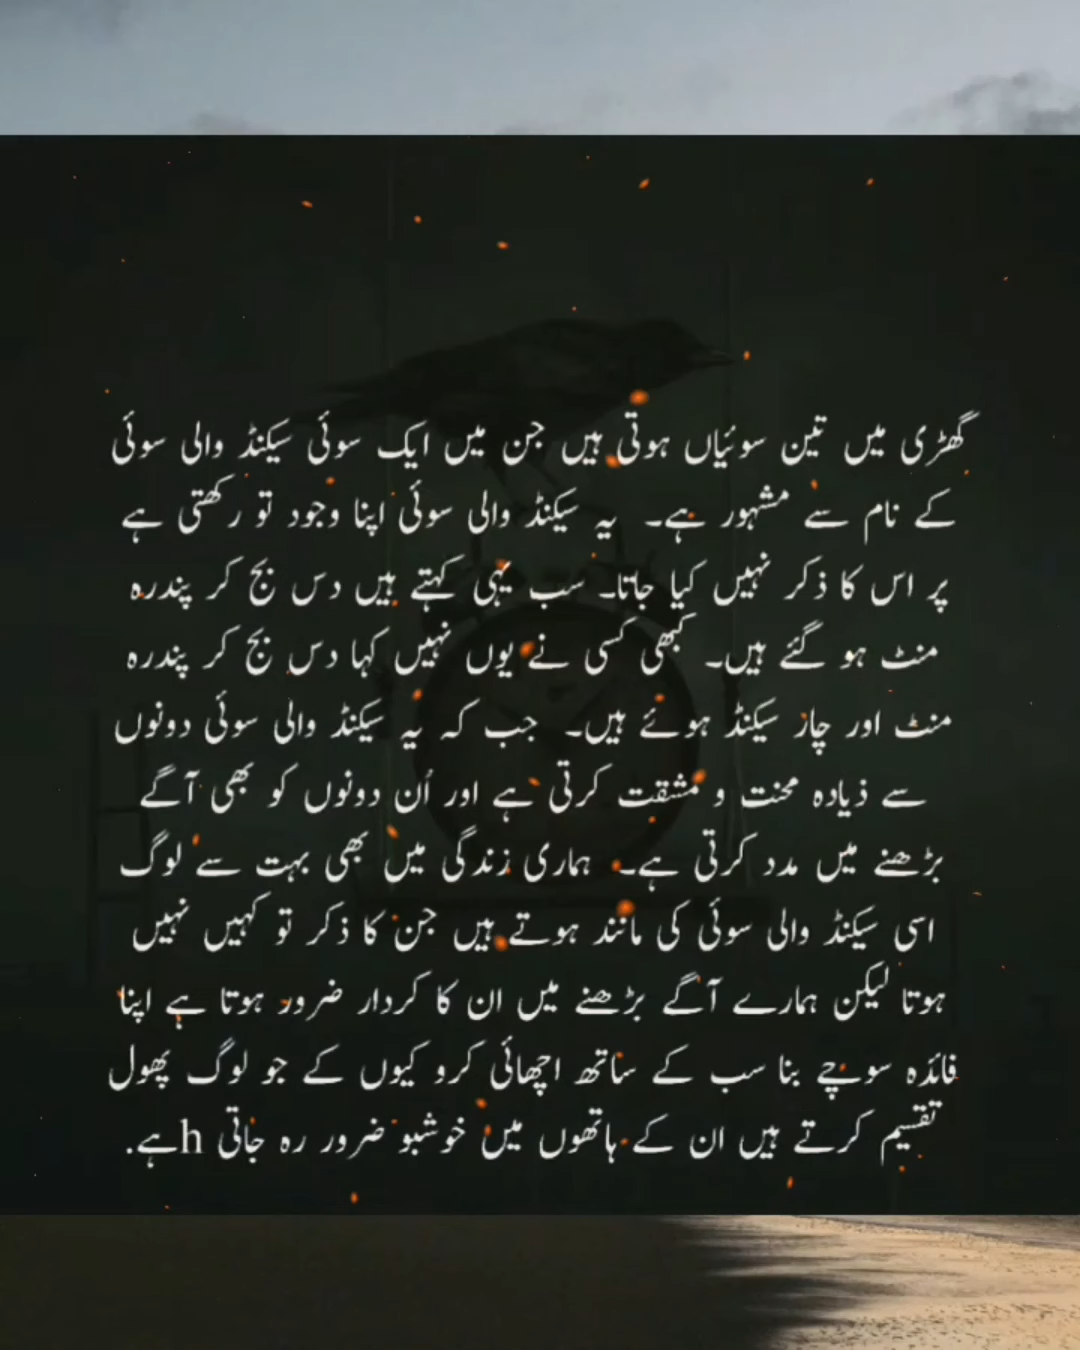 گھڑی میں تین سوئیاں ہوتی ہیں جن میں ایک سوئی سیکنڈ والی سوئی
کے نام سے مشہور ہے۔ یہ سیکنڈ والی سوئی اپنا وجود تو رکھتی ہے
پر اس کا ذکر نہیں کیا جاتا۔ سب یہی کہتے ہیں دس بج کر پندرہ
منٹ ہو گئے ہیں۔ کبھی کسی نے یوں نہیں کہا دس بج کر پندرہ
منٹ اور چار سیکنڈ ہوئے ہیں۔ جب کہ یہ سیکنڈ والی سوئی دونوں
سے ذیادہ محنت و مشقت کرتی ہے اور اُن دونوں کو بھی آگے
بڑھنے میں مدد کرتی ہے۔ ہماری زندگی میں بھی بہت سے لوگ
اسی سیکنڈ والی سوئی کی مانند ہوتے ہیں جن کا ذکر تو کہیں نہیں
ہوتا لیکن ہمارے آگے بڑھنے میں ان کا کردار ضرور ہوتا ہے اپنا
فائدہ سوچے بنا سب کے ساتھ اچھائی کرو کیوں کے جو لوگ پھول
تقسیم کرتے ہیں ان کے ہاتھوں میں خوشبو ضرور رہ جاتی hہے.